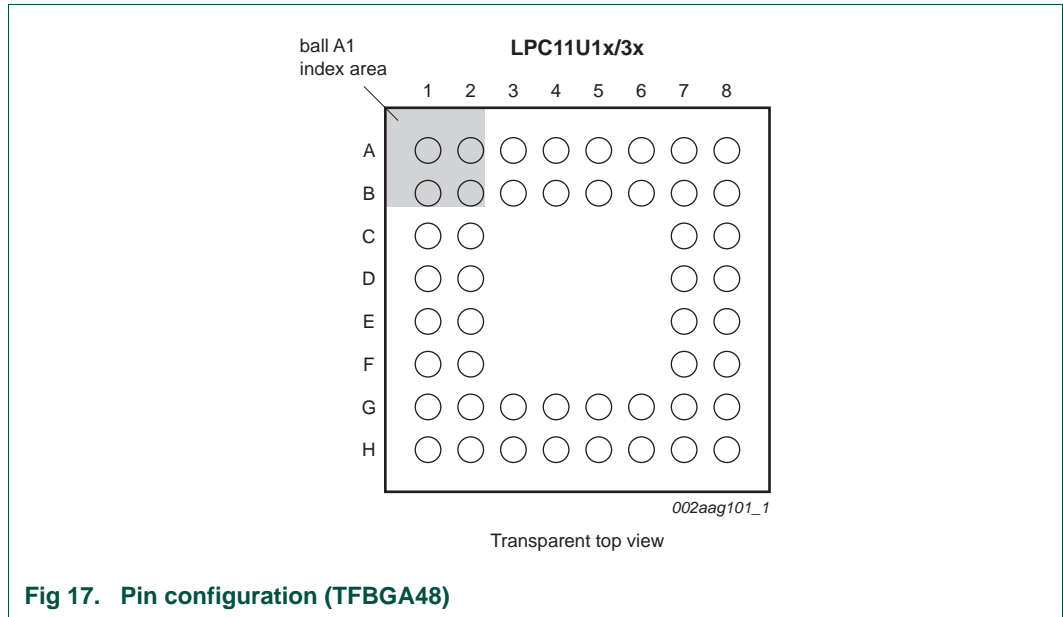 ball A1
index area
LPC11U1x/3x
1 2 3 4 5 6 7 8
A
B
C
D
E
F
G
H
002aag101_1
Transparent top view
Fig 17. Pin configuration (TFBGA48)